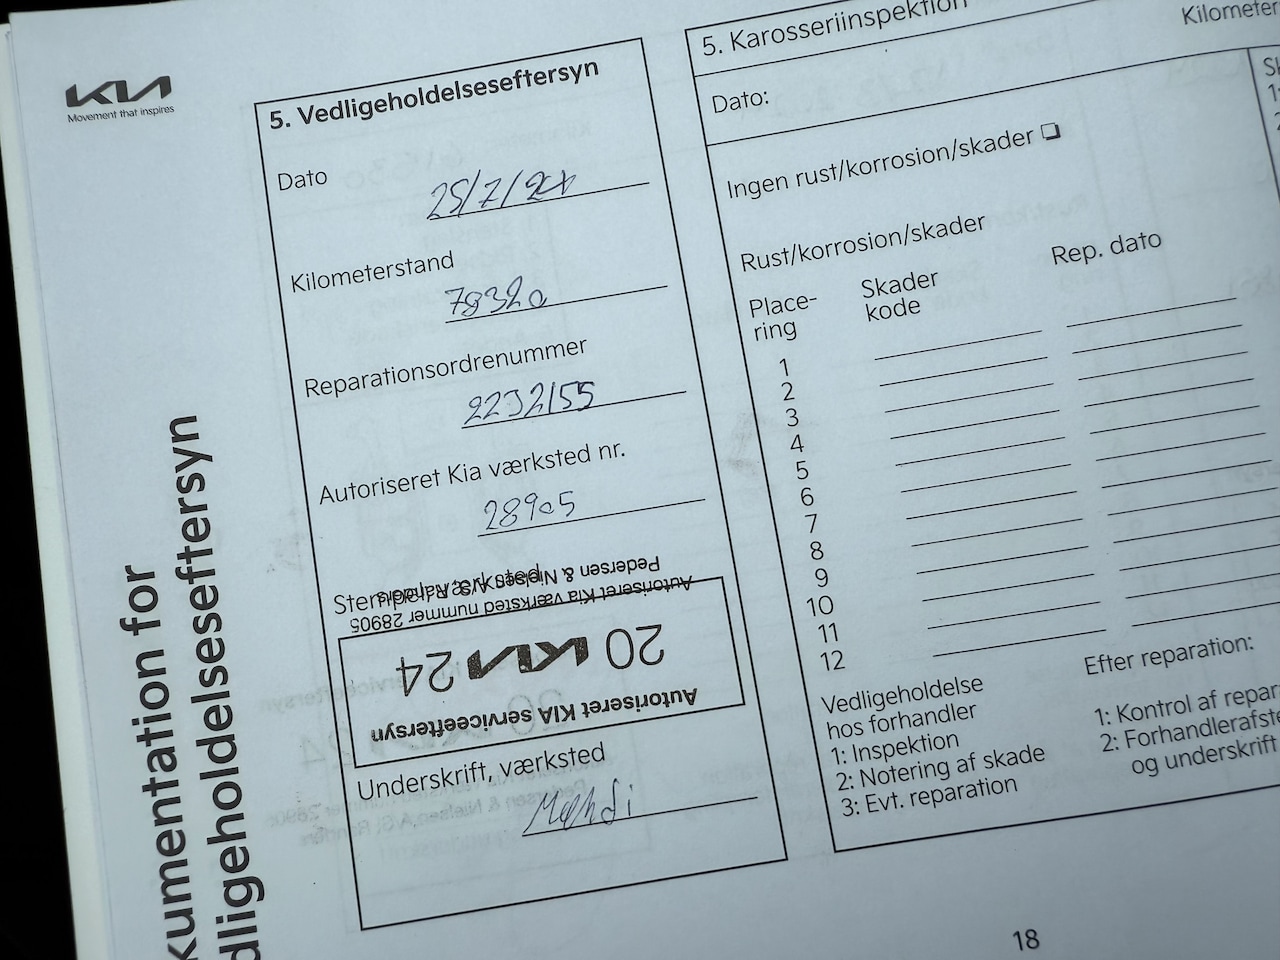 KIA
Movement that inspires
kumentation for
dligeholdelseseftersyn
5. Vedligeholdelseseftersyn
Dato
25/7/24
Kilometerstand
78320
Reparationsordrenummer
2232155
Autoriseret Kia værksted nr.
28905
Stempel, værksted
Autoriseret KIA serviceeftersyn
20 KIA 24
Autoriseret Kia værksted nummer 28905
Pedersen & Nielsen A/S, Randers
Underskrift, værksted
Mahdi
5. Karosseriinspektion
Kilometer
Dato:
Ingen rust/korrosion/skader ❏
Rust/korrosion/skader
Place-
ring
Skader
kode
Rep. dato
1
2
3
4
5
6
7
8
9
10
11
12
Vedligeholdelse
hos forhandler
1: Inspektion
2: Notering af skade
3: Evt. reparation
Efter reparation:
1: Kontrol af repar
2: Forhandlerafste
og underskrift
18